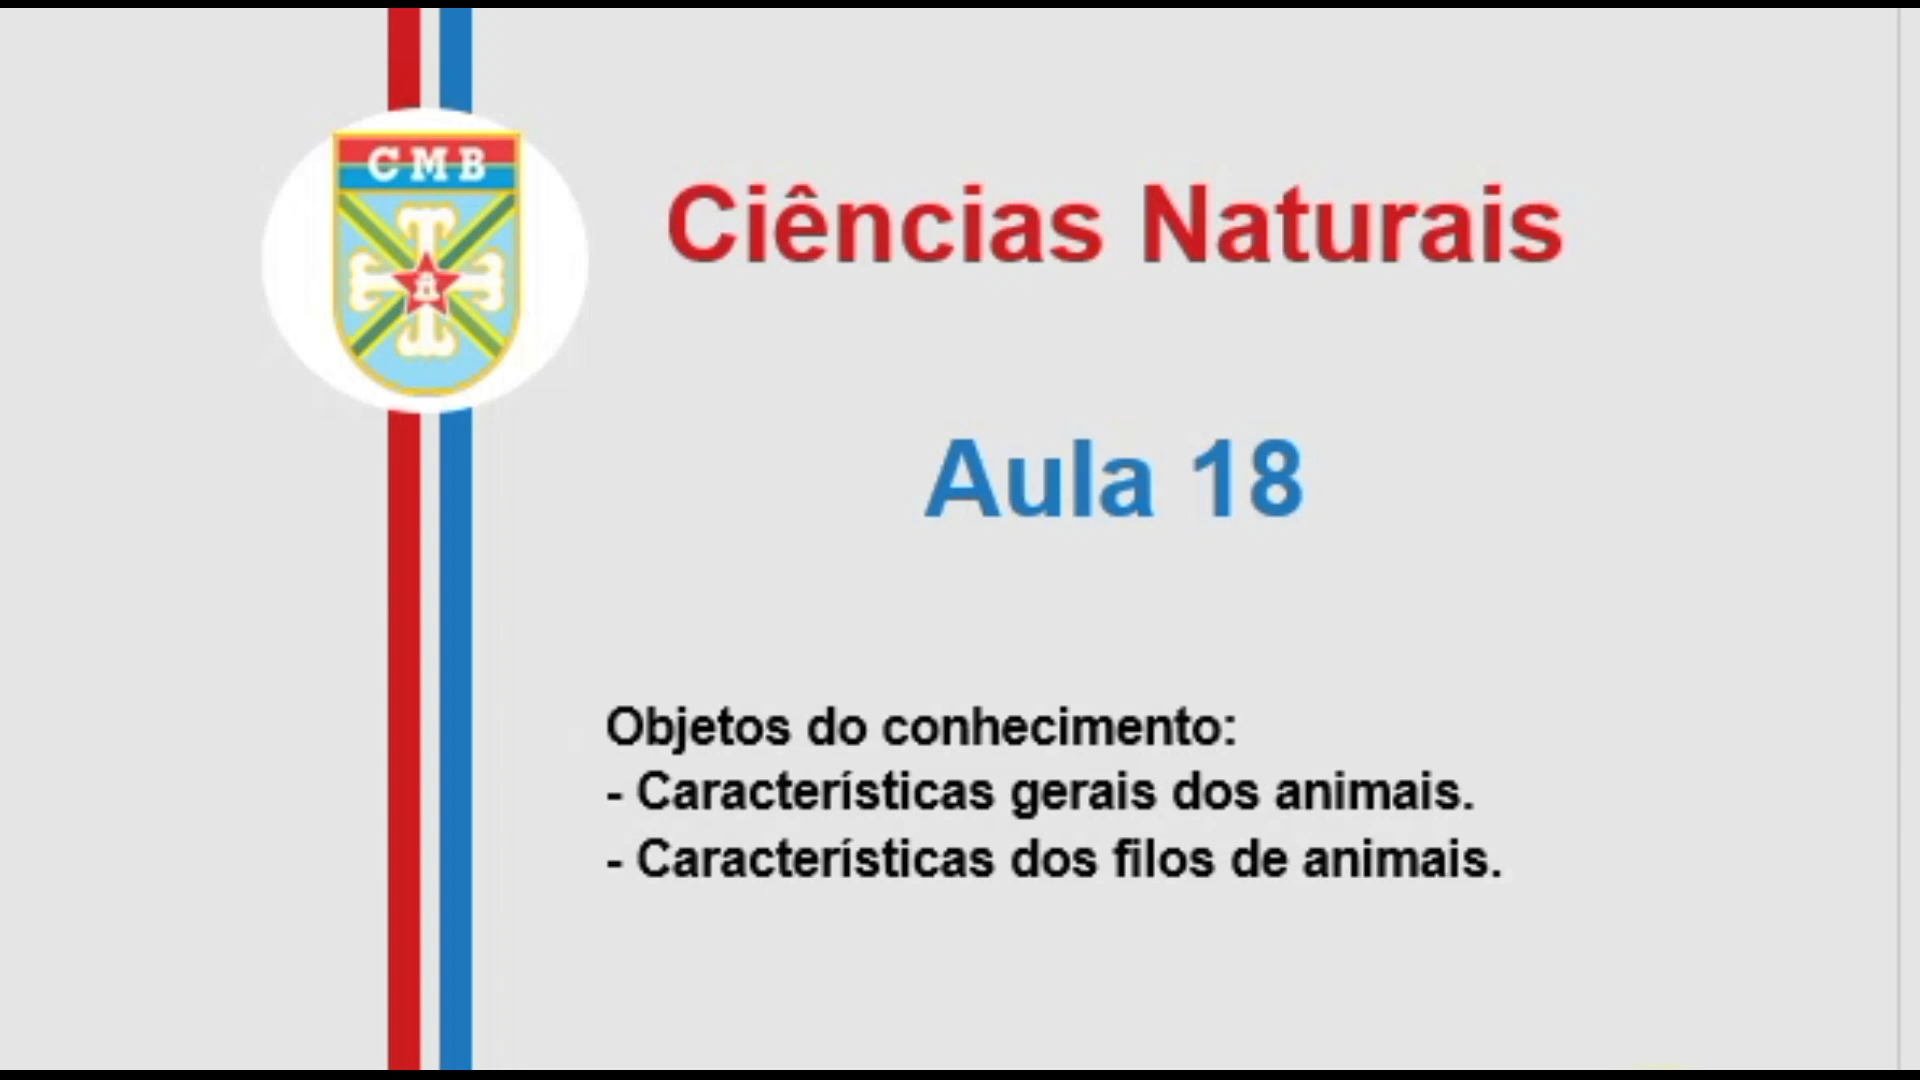 CMB
Ciências Naturais
Aula 18
Objetos do conhecimento:
- Características gerais dos animais.
- Características dos filos de animais.